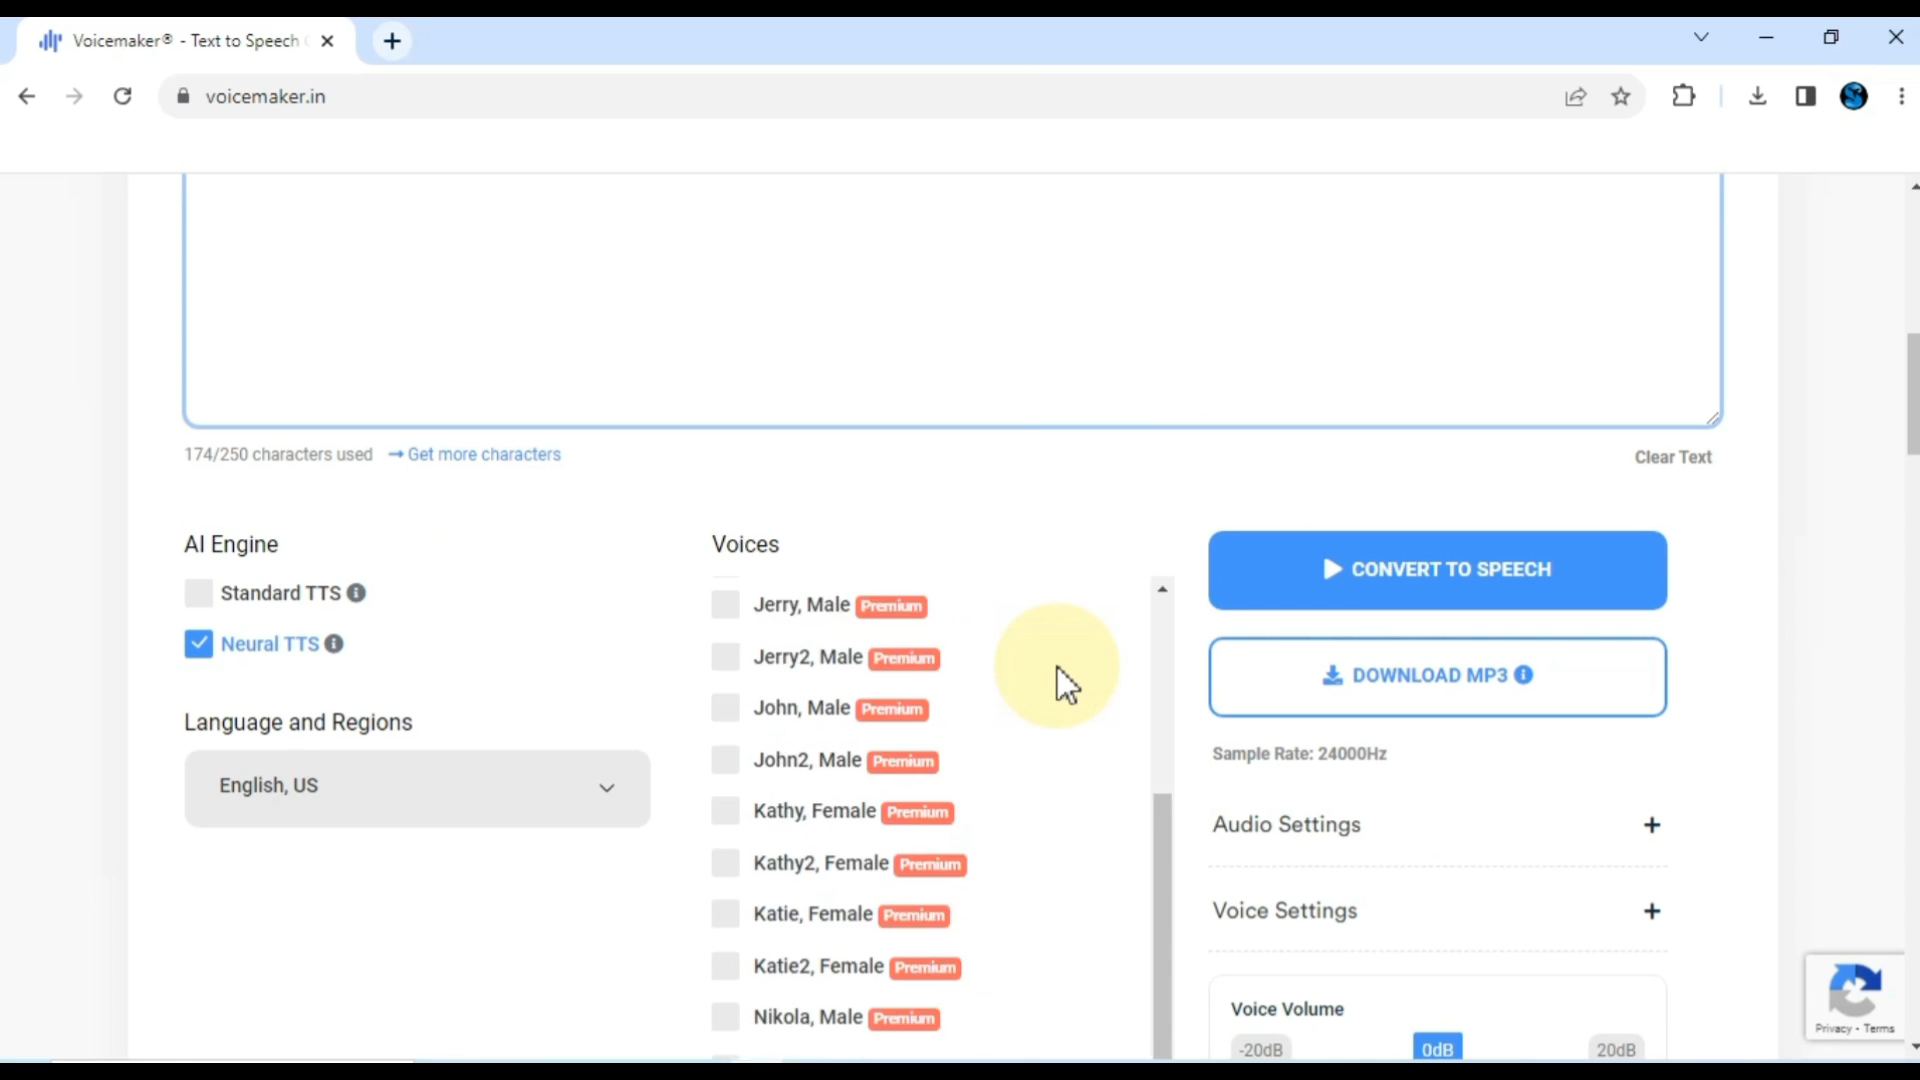 Voicemaker® - Text to Speech
voicemaker.in
174/250 characters used → Get more characters
Clear Text
AI Engine
Standard TTS
Neural TTS
Language and Regions
English, US
Voices
Jerry, Male Premium
Jerry2, Male Premium
John, Male Premium
John2, Male Premium
Kathy, Female Premium
Kathy2, Female Premium
Katie, Female Premium
Katie2, Female Premium
Nikola, Male Premium
CONVERT TO SPEECH
DOWNLOAD MP3
Sample Rate: 24000Hz
Audio Settings +
Voice Settings +
Voice Volume
-20dB 0dB 20dB
Privacy - Terms